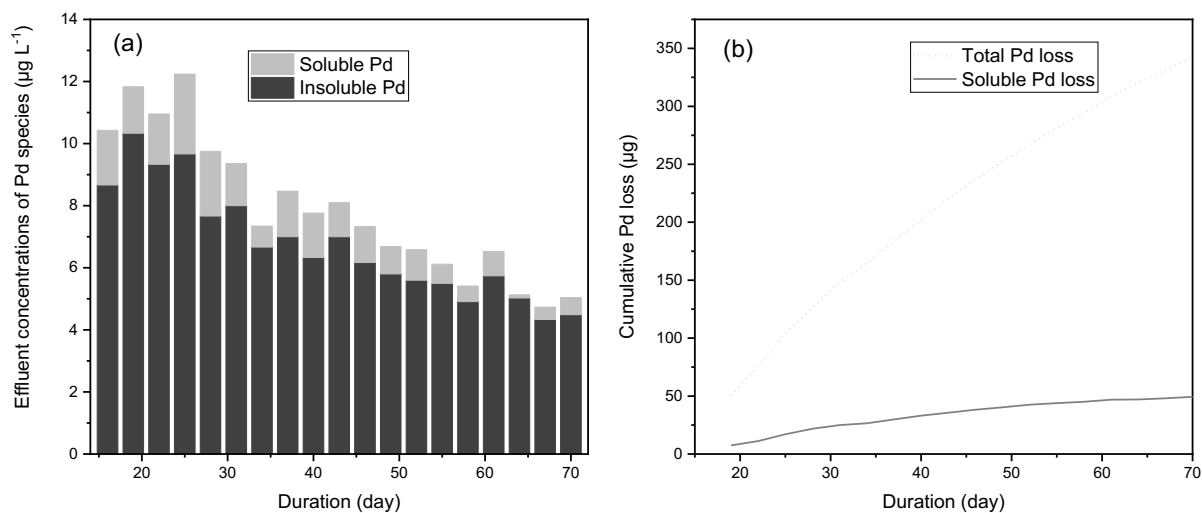 (a)
Soluble Pd
Insoluble Pd
Effluent concentrations of Pd species (µg L⁻¹)
14
12
10
8
6
4
2
0
20
30
40
50
60
70
Duration (day)
(b)
Total Pd loss
Soluble Pd loss
Cumulative Pd loss (µg)
350
300
250
200
150
100
50
0
20
30
40
50
60
70
Duration (day)